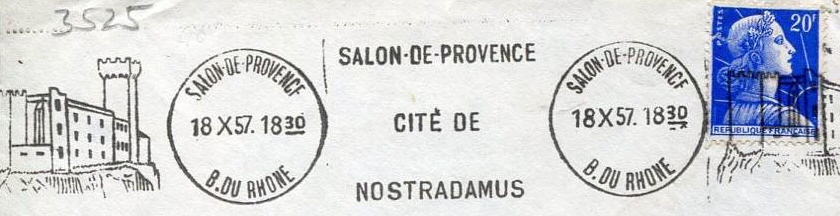 3525
SALON-DE-PROVENCE
18 X 57. 18 30
B. DU RHONE
SALON·DE·PROVENCE
CITÉ DE
NOSTRADAMUS
SALON-DE-PROVENCE
18 X 57. 18 30
B. DU RHONE
POSTES
20F
REPUBLIQUE FRANÇAISE